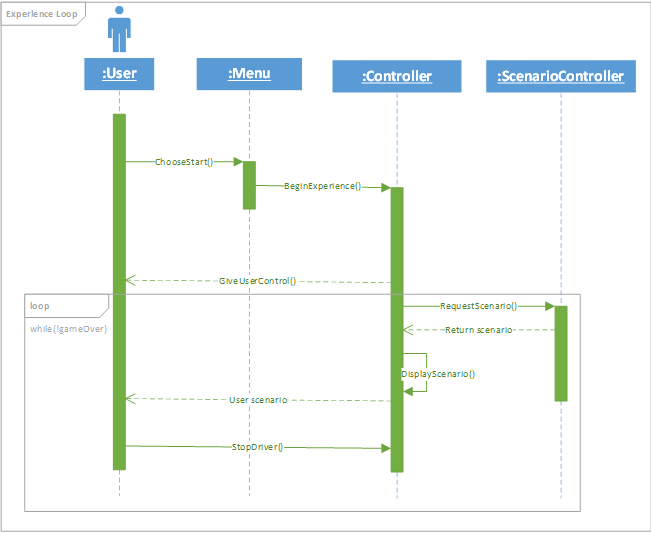 Experience Loop
:User
:Menu
:Controller
:ScenarioController
ChooseStart()
BeginExperience()
GiveUserControl()
loop
while(!gameOver)
RequestScenario()
Return scenario
DisplayScenario()
User scenario
StopDriver()